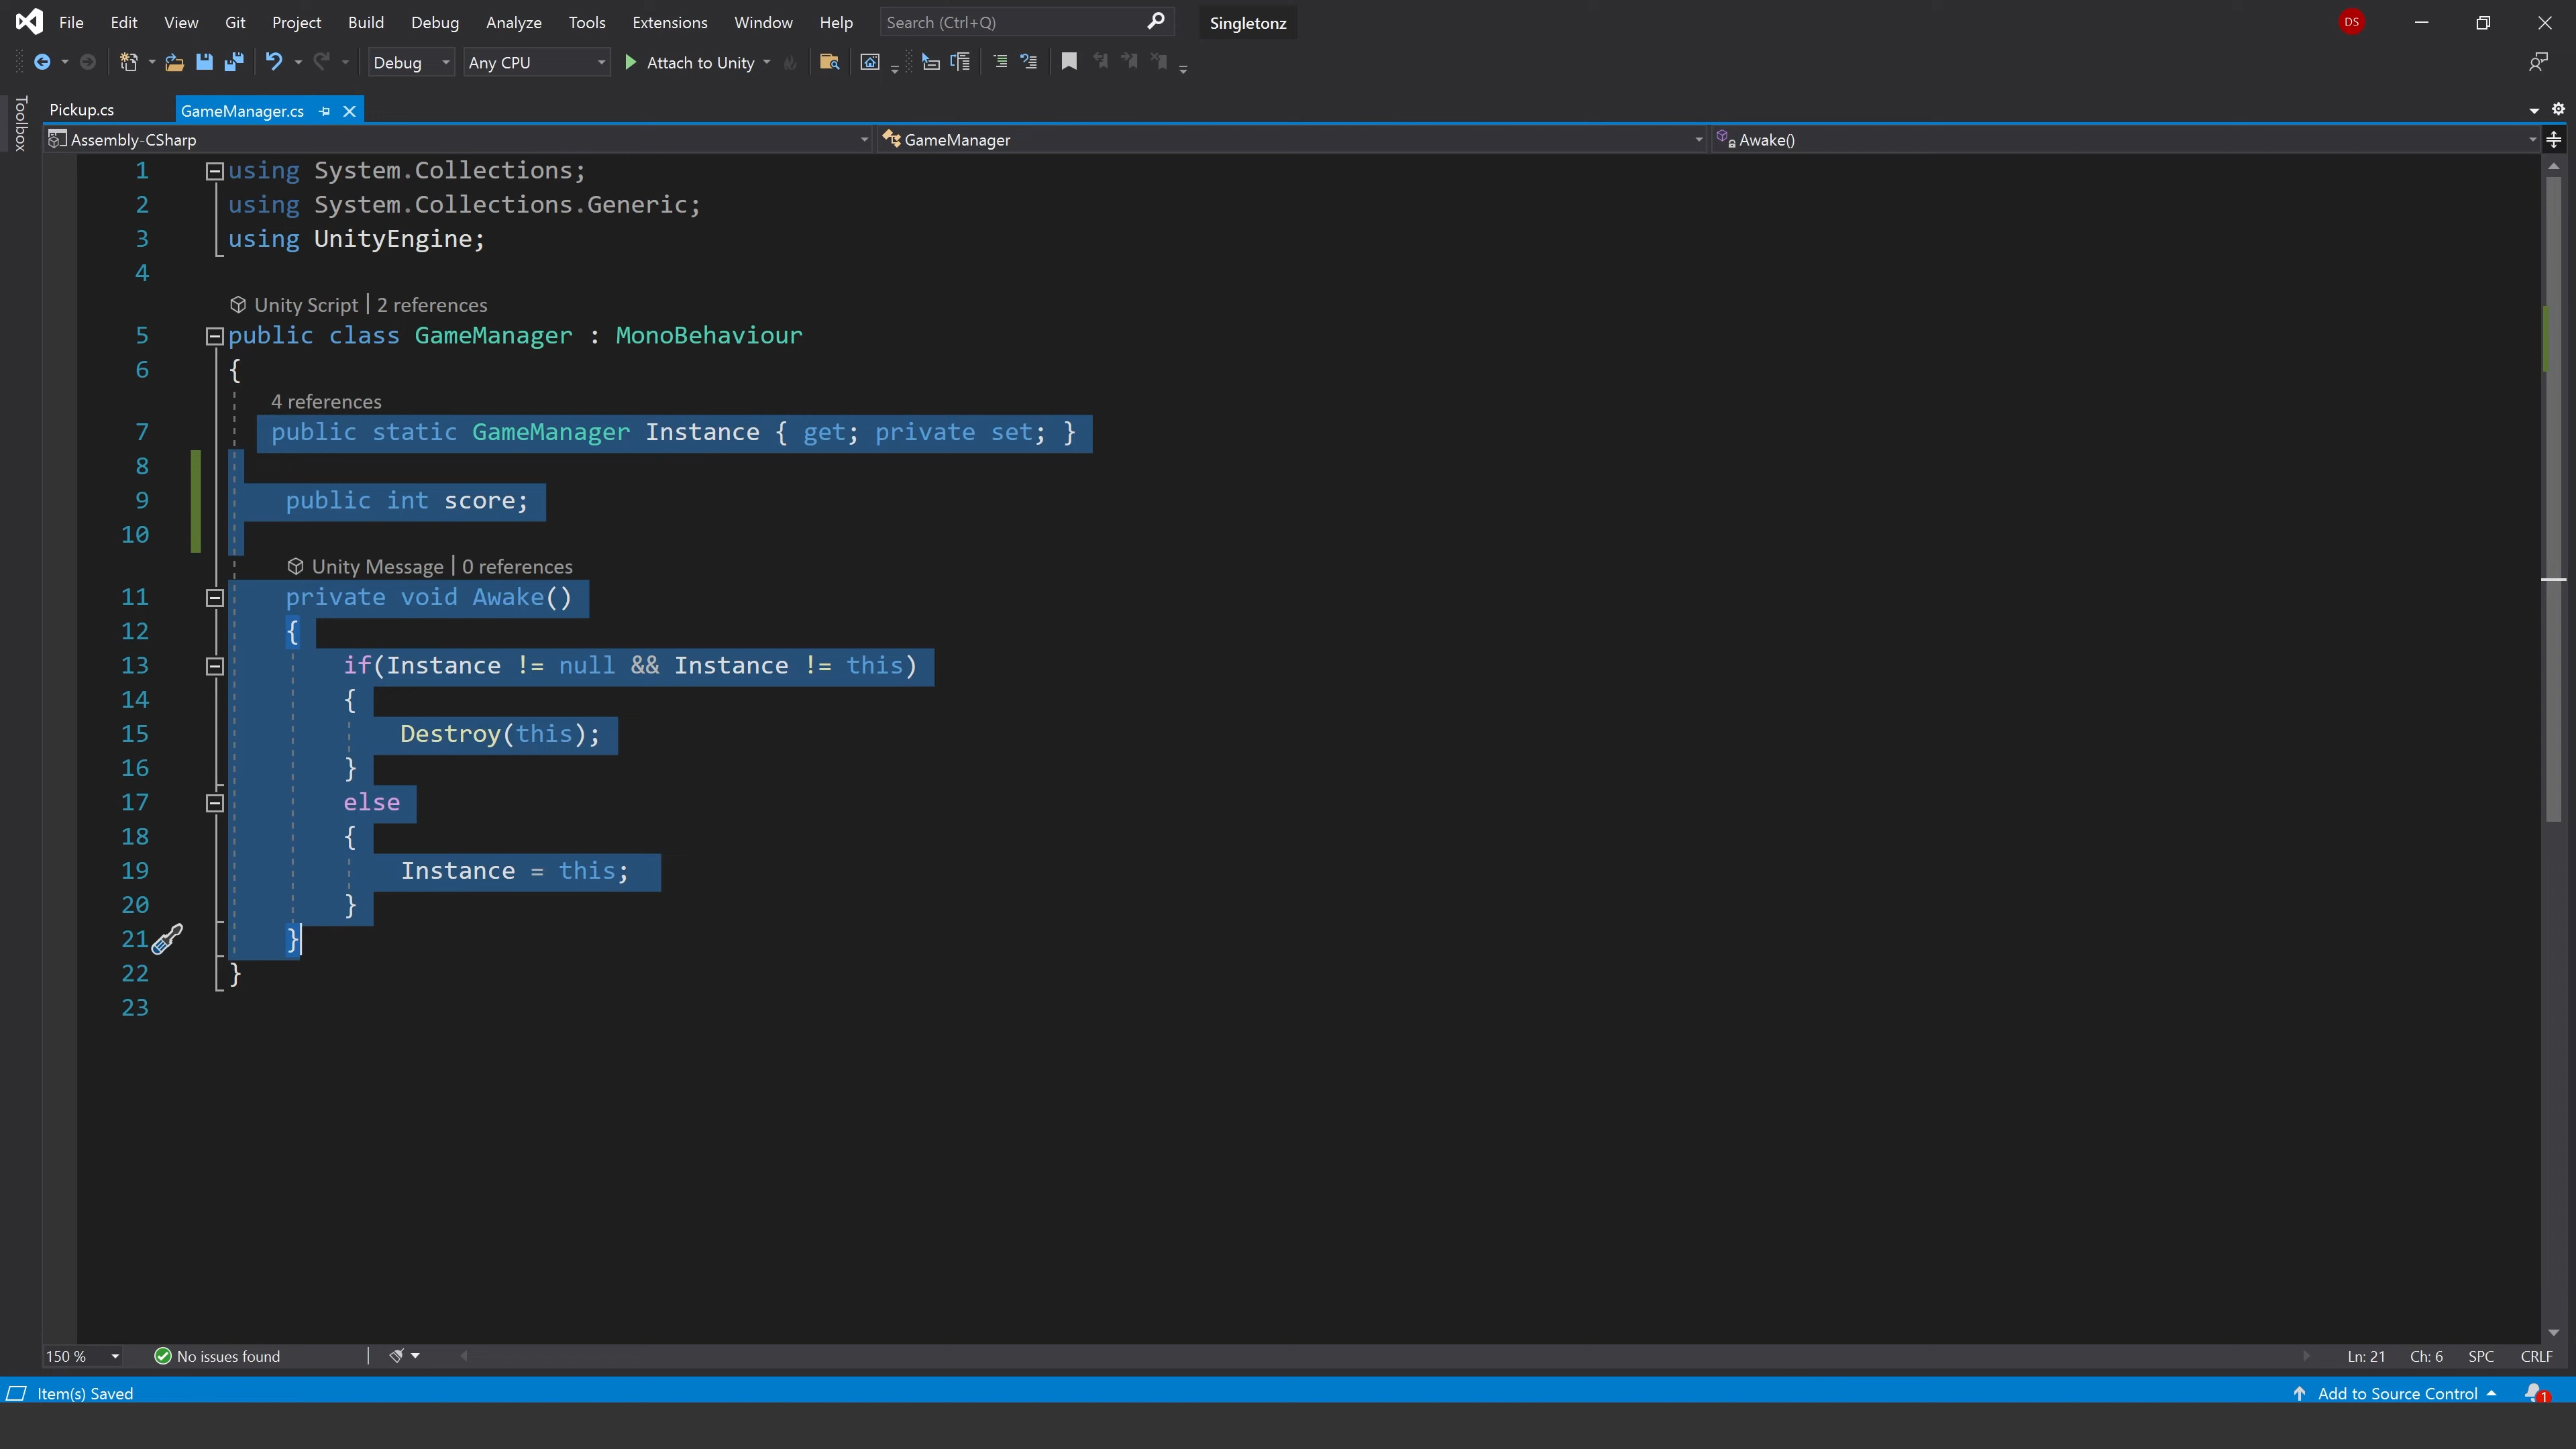 File Edit View Git Project Build Debug Analyze Tools Extensions Window Help Search (Ctrl+Q) Singletonz DS
Debug Any CPU Attach to Unity
Toolbox
Pickup.cs GameManager.cs
Assembly-CSharp GameManager Awake()
1 using System.Collections;
2 using System.Collections.Generic;
3 using UnityEngine;
4
Unity Script | 2 references
5 public class GameManager : MonoBehaviour
6 {
4 references
7 public static GameManager Instance { get; private set; }
8
9 public int score;
10
Unity Message | 0 references
11 private void Awake()
12 {
13 if(Instance != null && Instance != this)
14 {
15 Destroy(this);
16 }
17 else
18 {
19 Instance = this;
20 }
21 }
22 }
23
150 % No issues found Ln: 21 Ch: 6 SPC CRLF
Item(s) Saved Add to Source Control 1